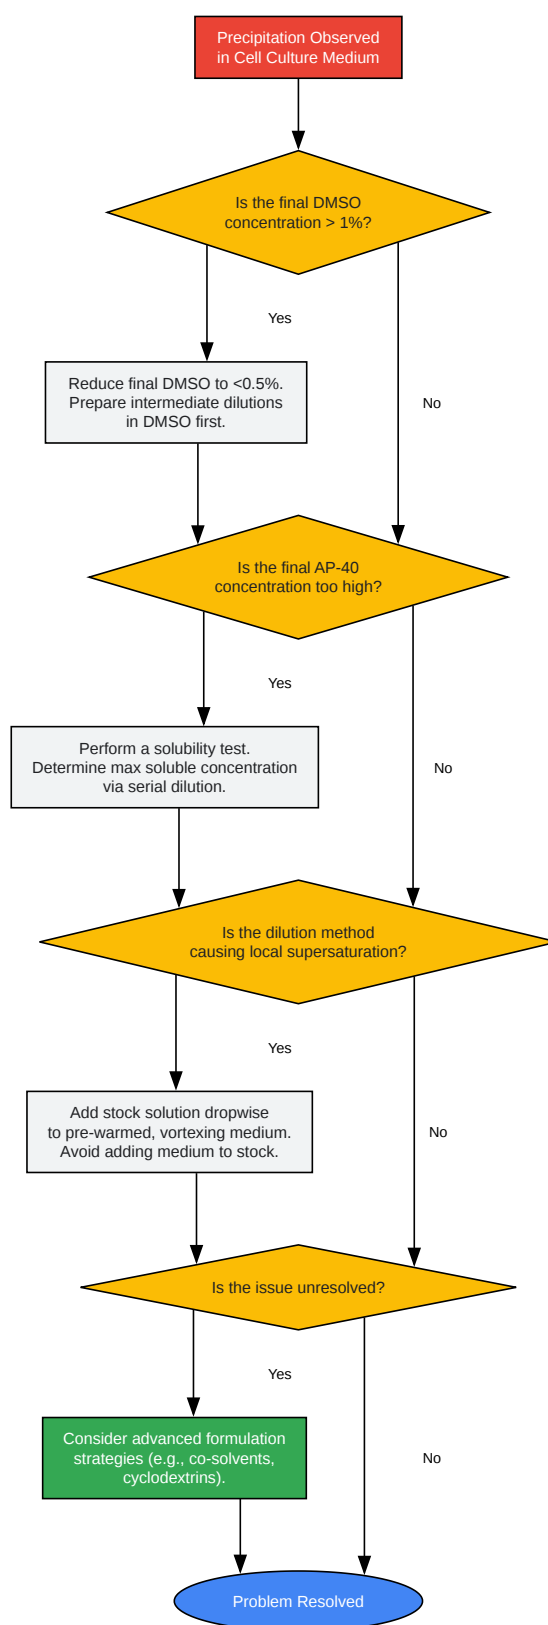 Precipitation Observed
in Cell Culture Medium
Is the final DMSO
concentration > 1%?
Yes
Reduce final DMSO to <0.5%.
Prepare intermediate dilutions
in DMSO first.
No
Is the final AP-40
concentration too high?
Yes
Perform a solubility test.
Determine max soluble concentration
via serial dilution.
No
Is the dilution method
causing local supersaturation?
Yes
Add stock solution dropwise
to pre-warmed, vortexing medium.
Avoid adding medium to stock.
No
Is the issue unresolved?
Yes
Consider advanced formulation
strategies (e.g., co-solvents,
cyclodextrins).
No
Problem Resolved